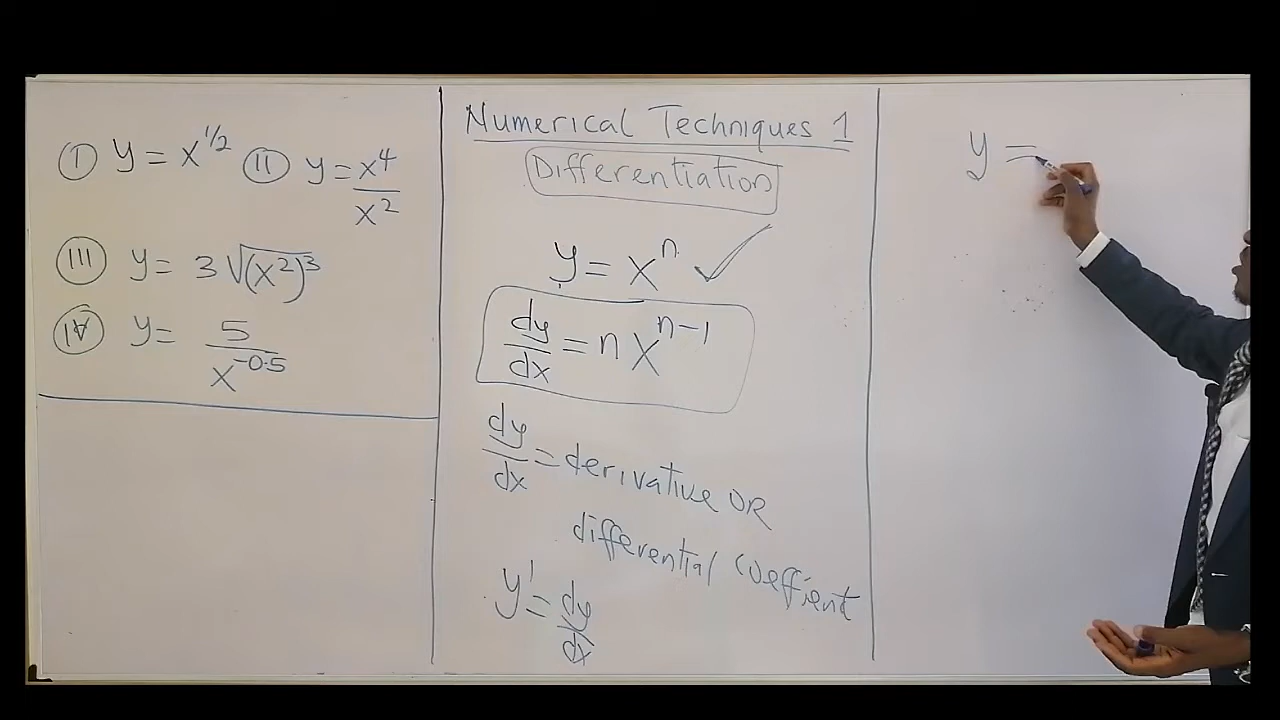 Ⓘ y = x^1/2 Ⓘⓘ y = x^4/x^2
(III) y = 3√(x^2)^3
(IV) y = 5/x^-0.5
Numerical Techniques 1
Differentiation
y = x^n ✓
dy/dx = n x^n-1
dy/dx = derivative OR
differential coeffient
y' = dy/dx
y =